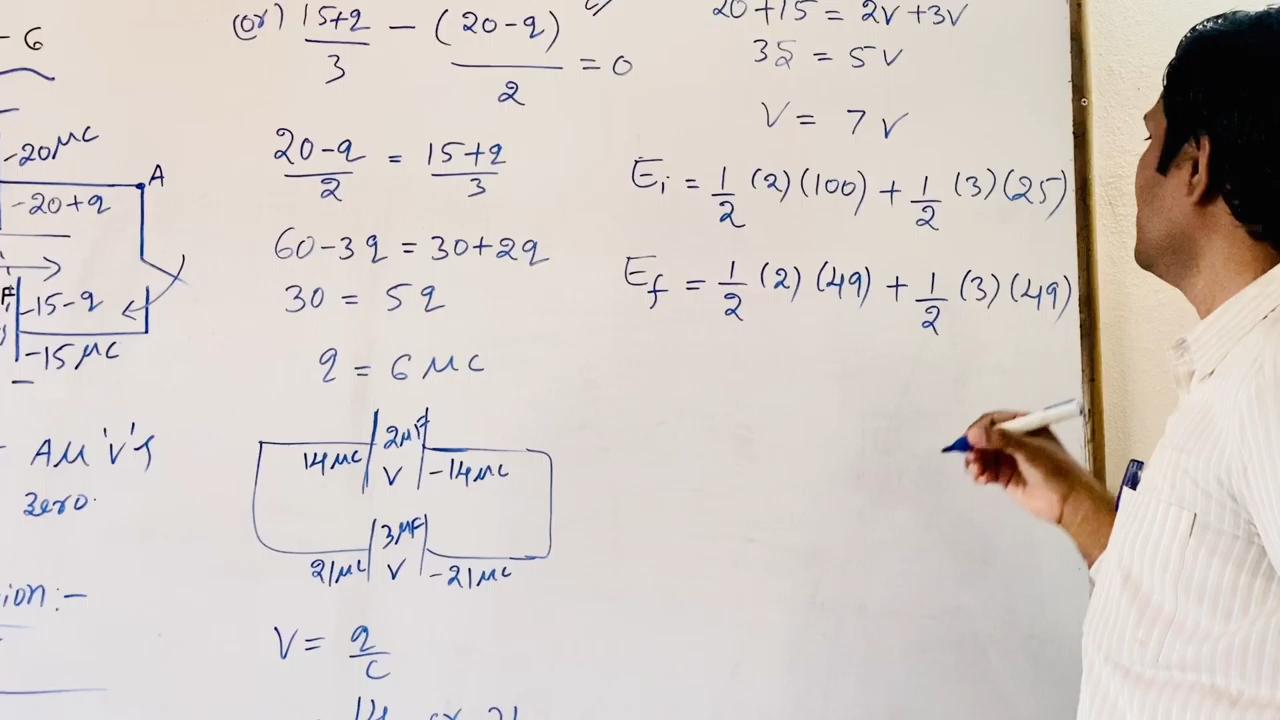 - 6
-20μC
A
-20+q
F
-15-q
-15μC
All 'V's
zero.
ion:-
(or) 15+q/3 - (20-q)/2 = 0
20-q/2 = 15+q/3
60-3q = 30+2q
30 = 5q
q = 6 μC
2μF
14μC V -14μC
3μF
21μC V -21μC
V = q/C
20+15 = 2V+3V
35 = 5V
V = 7V
Ei = 1/2 (2)(100) + 1/2 (3)(25)
Ef = 1/2 (2)(49) + 1/2 (3)(49)